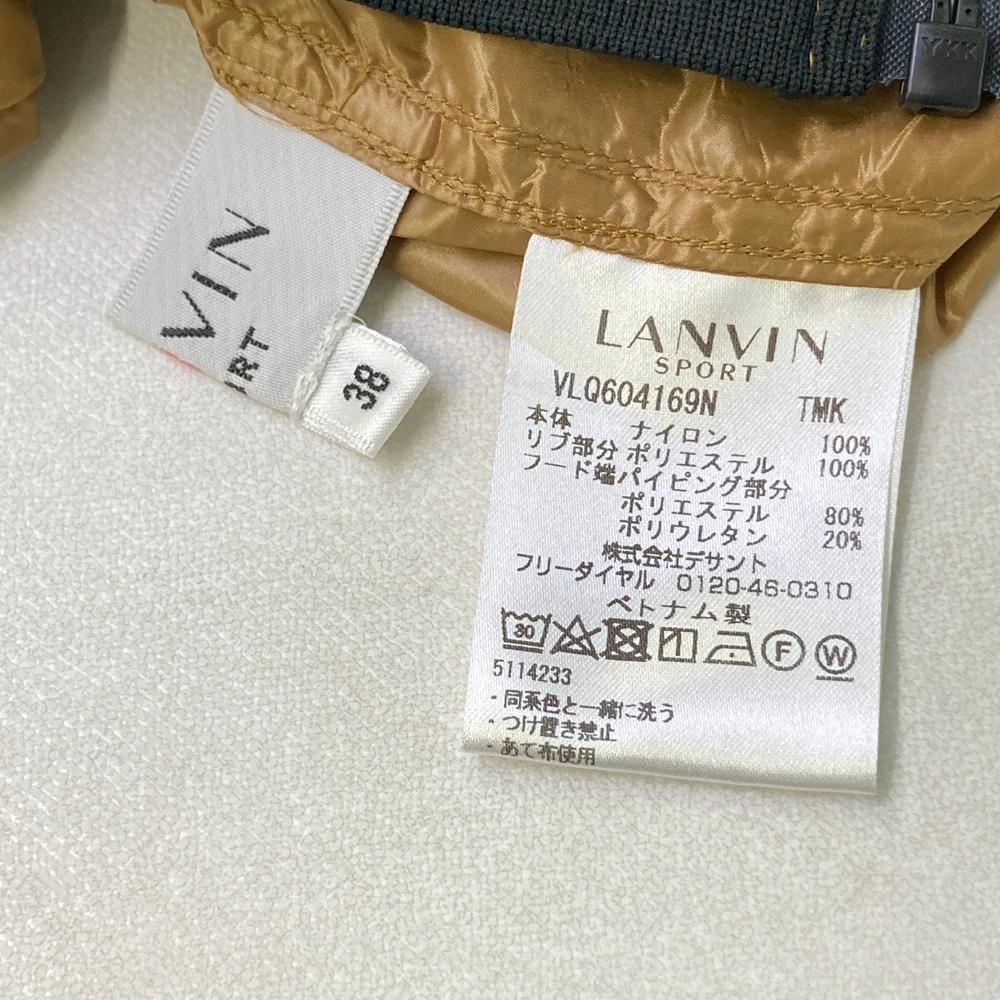 YKK
VIN
ORT
38
LANVIN
SPORT
VLQ604169N TMK
本体 ナイロン 100%
リブ部分 ポリエステル 100%
フード端パイピング部分
ポリエステル 80%
ポリウレタン 20%
株式会社デサント
フリーダイヤル 0120-46-0310
ベトナム製
30 F W
5114233
・同系色と一緒に洗う
・つけ置き禁止
・あて布使用